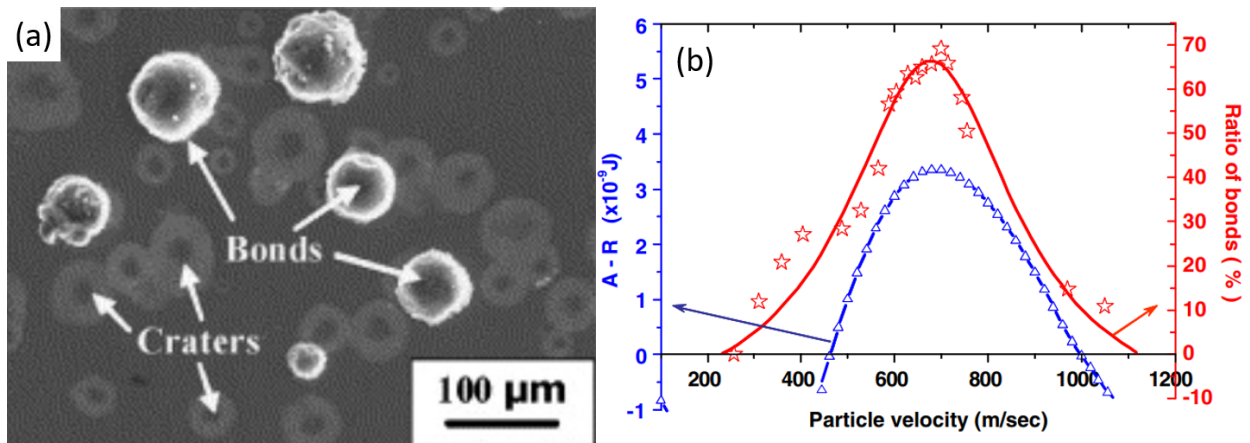 (a)
Bonds
Craters
100 µm
(b)
A - R (x10⁻⁹J)
6
5
4
3
2
1
0
-1
200 400 600 800 1000 1200
Particle velocity (m/sec)
75
70
60
50
40
30
20
10
0
-10
Ratio of bonds ( %)